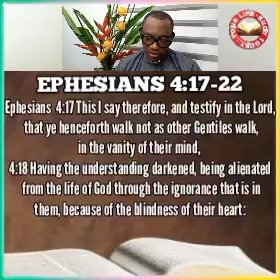 EPHESIANS 4:17-22
Ephesians 4:17 This I say therefore, and testify in the Lord,
that ye henceforth walk not as other Gentiles walk,
in the vanity of their mind,
4:18 Having the understanding darkened, being alienated
from the life of God through the ignorance that is in
them, because of the blindness of their heart: